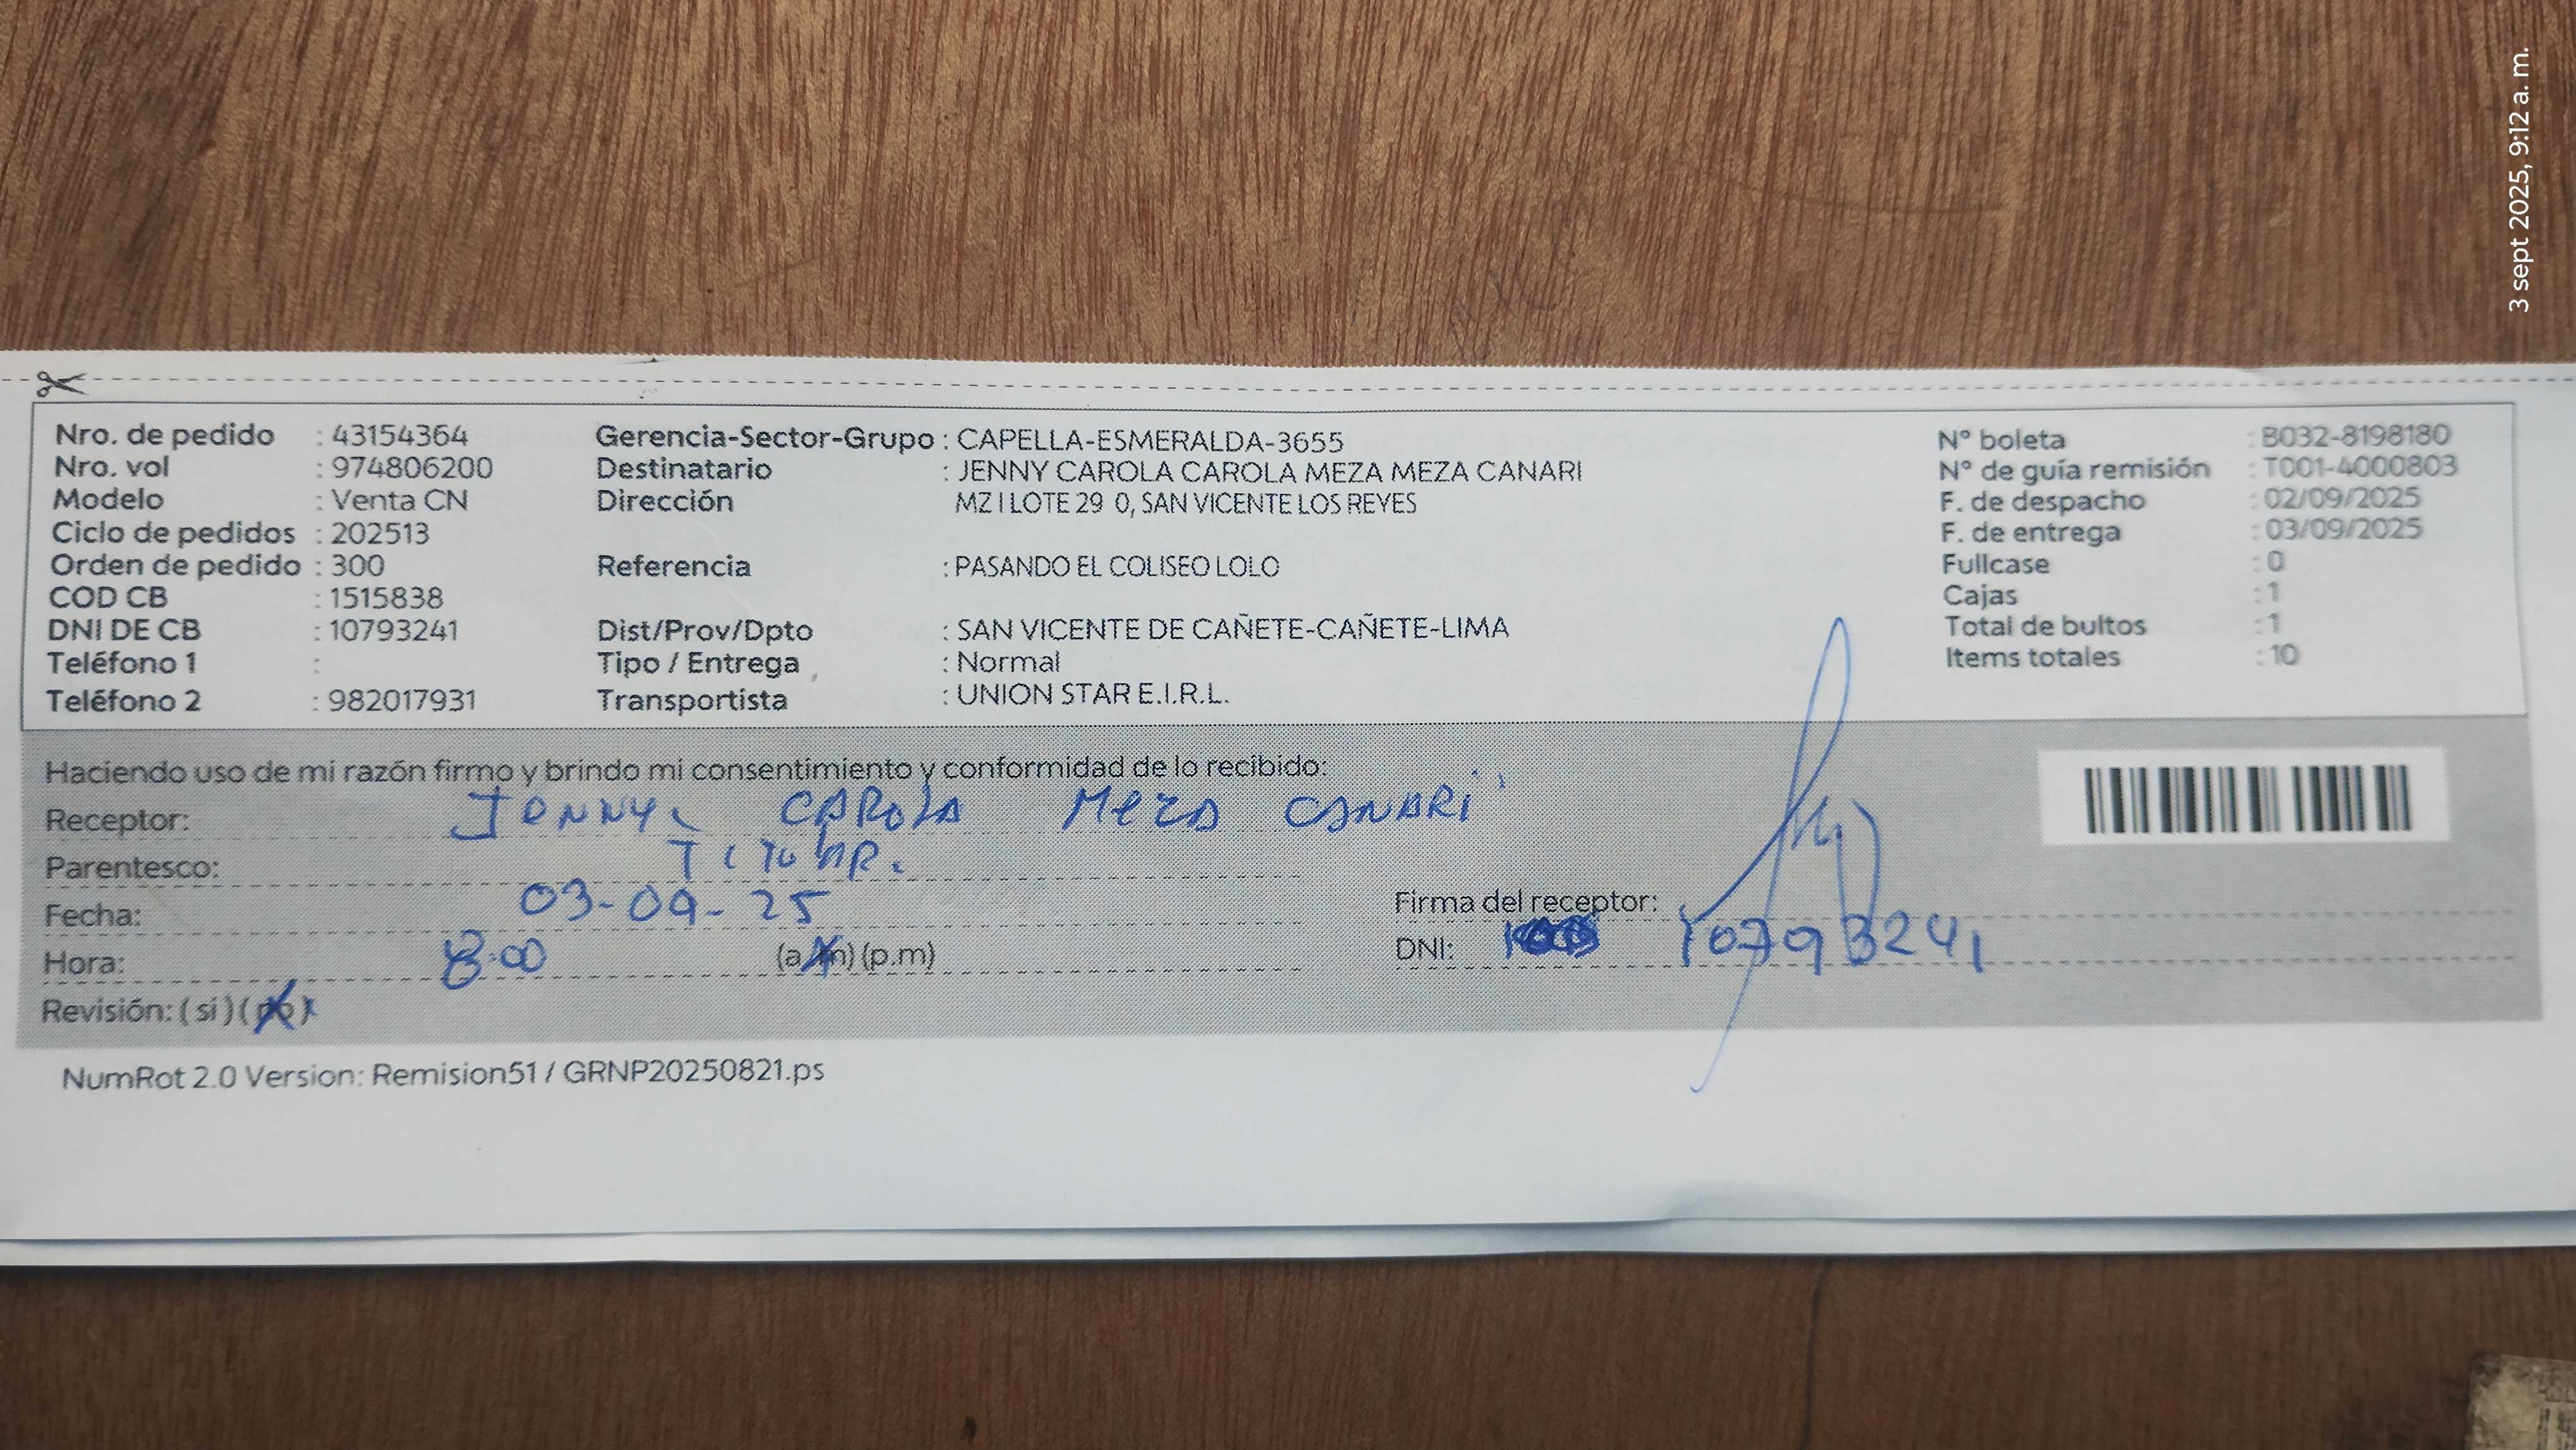 3 sept 2025, 9:12 a. m.
Nro. de pedido : 43154364
Nro. vol : 974806200
Modelo : Venta CN
Ciclo de pedidos : 202513
Orden de pedido : 300
COD CB : 1515838
DNI DE CB : 10793241
Teléfono 1 :
Teléfono 2 : 982017931
Gerencia-Sector-Grupo : CAPELLA-ESMERALDA-3655
Destinatario : JENNY CAROLA CAROLA MEZA MEZA CANARI
Dirección MZ I LOTE 29 0, SAN VICENTE LOS REYES
Referencia : PASANDO EL COLISEO LOLO
Dist/Prov/Dpto : SAN VICENTE DE CAÑETE-CAÑETE-LIMA
Tipo / Entrega : Normal
Transportista : UNION STAR E.I.R.L.
N° boleta : B032-8198180
N° de guía remisión : T001-4000803
F. de despacho : 02/09/2025
F. de entrega : 03/09/2025
Fullcase : 0
Cajas : 1
Total de bultos : 1
Items totales : 10
Haciendo uso de mi razón firmo y brindo mi consentimiento y conformidad de lo recibido:
Receptor: JENNY CAROLA MEZA CANARI
Parentesco: TITULAR.
Fecha: 03-09-25
Hora: 8:00 (a.m) (p.m)
Revisión: ( si ) ( no )
Firma del receptor:
DNI: 10793241
NumRot 2.0 Version: Remision51 / GRNP20250821.ps